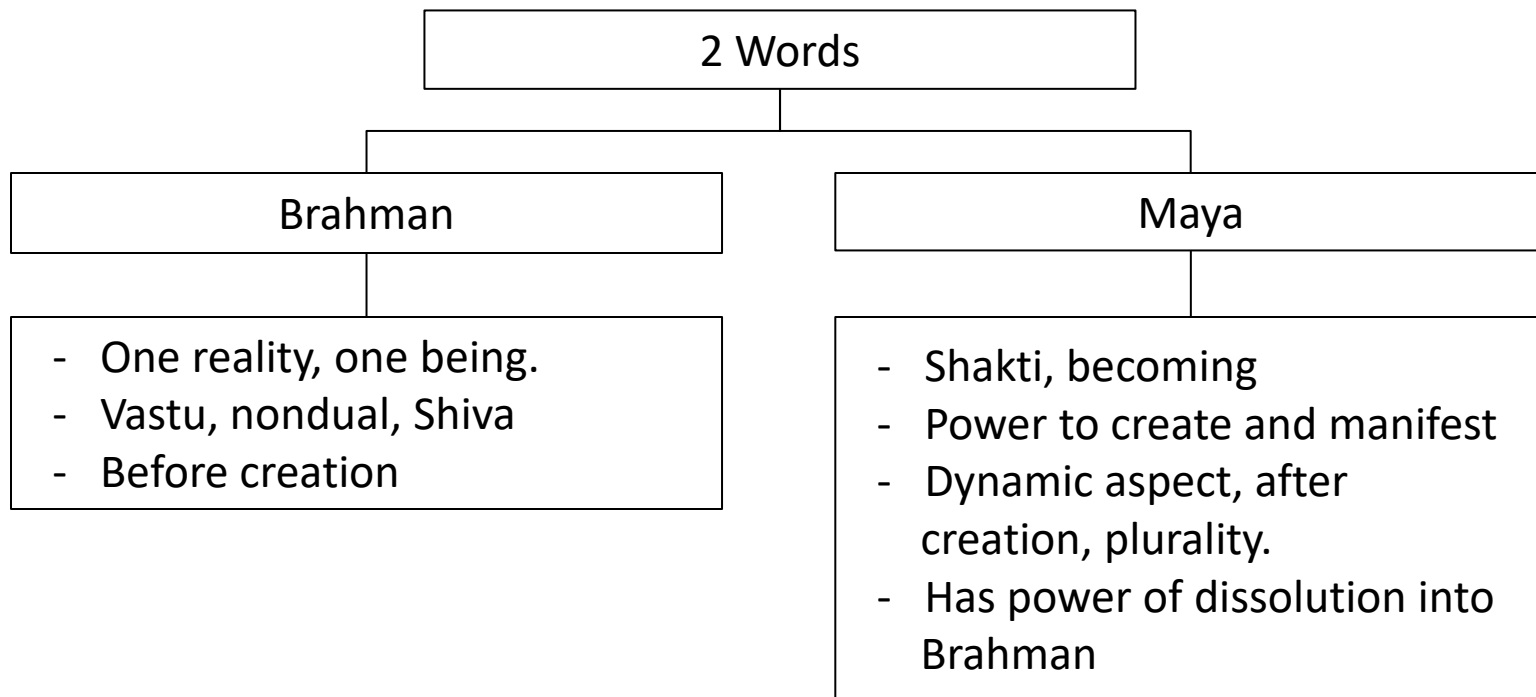 2 Words
Brahman
Maya
- One reality, one being.
- Vastu, nondual, Shiva
- Before creation
- Shakti, becoming
- Power to create and manifest
- Dynamic aspect, after
creation, plurality.
- Has power of dissolution into
Brahman